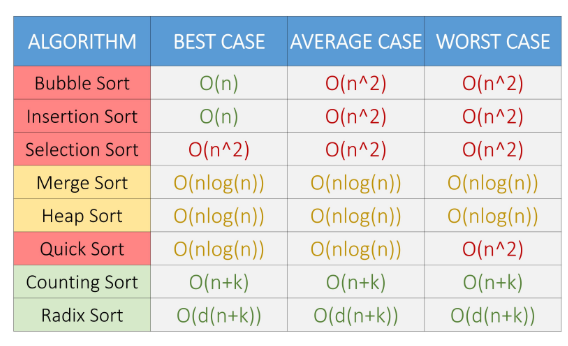 ALGORITHM BEST CASE AVERAGE CASE WORST CASE
Bubble Sort O(n) O(n^2) O(n^2)
Insertion Sort O(n) O(n^2) O(n^2)
Selection Sort O(n^2) O(n^2) O(n^2)
Merge Sort O(nlog(n)) O(nlog(n)) O(nlog(n))
Heap Sort O(nlog(n)) O(nlog(n)) O(nlog(n))
Quick Sort O(nlog(n)) O(nlog(n)) O(n^2)
Counting Sort O(n+k) O(n+k) O(n+k)
Radix Sort O(d(n+k)) O(d(n+k)) O(d(n+k))